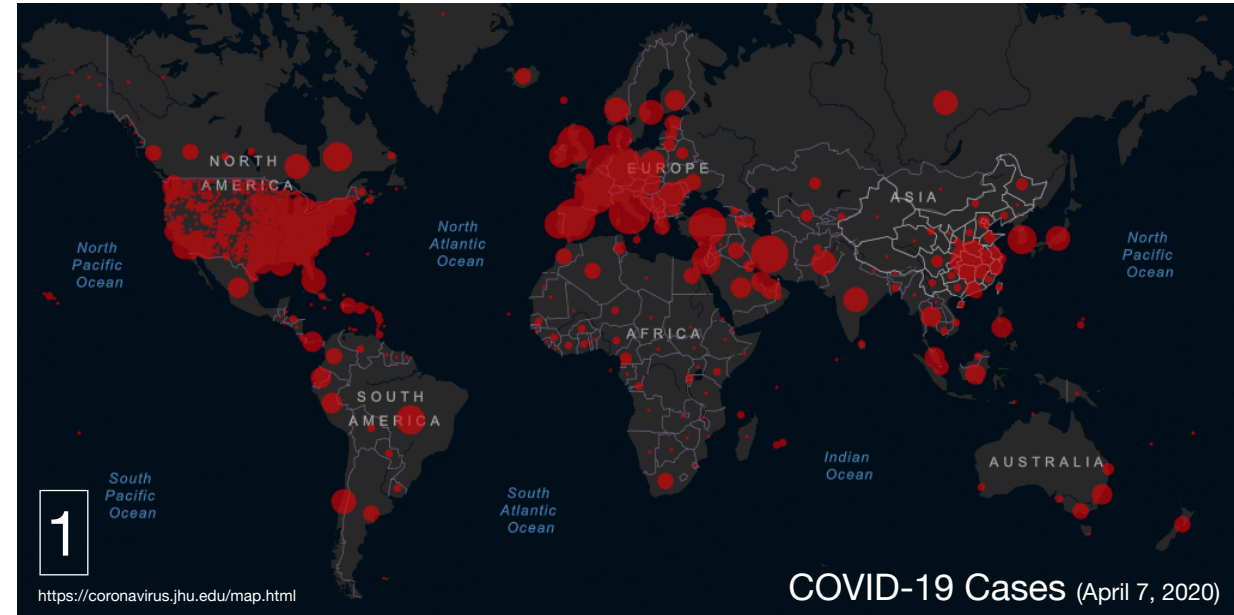 NORTH
AMERICA
EUROPE
ASIA
North
Pacific
Ocean
North
Atlantic
Ocean
North
Pacific
Ocean
AFRICA
SOUTH
AMERICA
Indian
Ocean
AUSTRALIA
South
Pacific
Ocean
South
Atlantic
Ocean
1
https://coronavirus.jhu.edu/map.html
COVID-19 Cases (April 7, 2020)